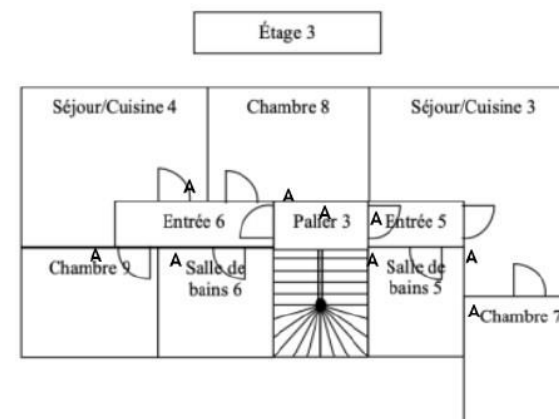 Étage 3
Séjour/Cuisine 4
Chambre 8
Séjour/Cuisine 3
A
A
A
Entrée 6
Palier 3
A
Entrée 5
A
Chambre 9
A
Salle de
bains 6
A
Salle de
bains 5
A
A
Chambre 7